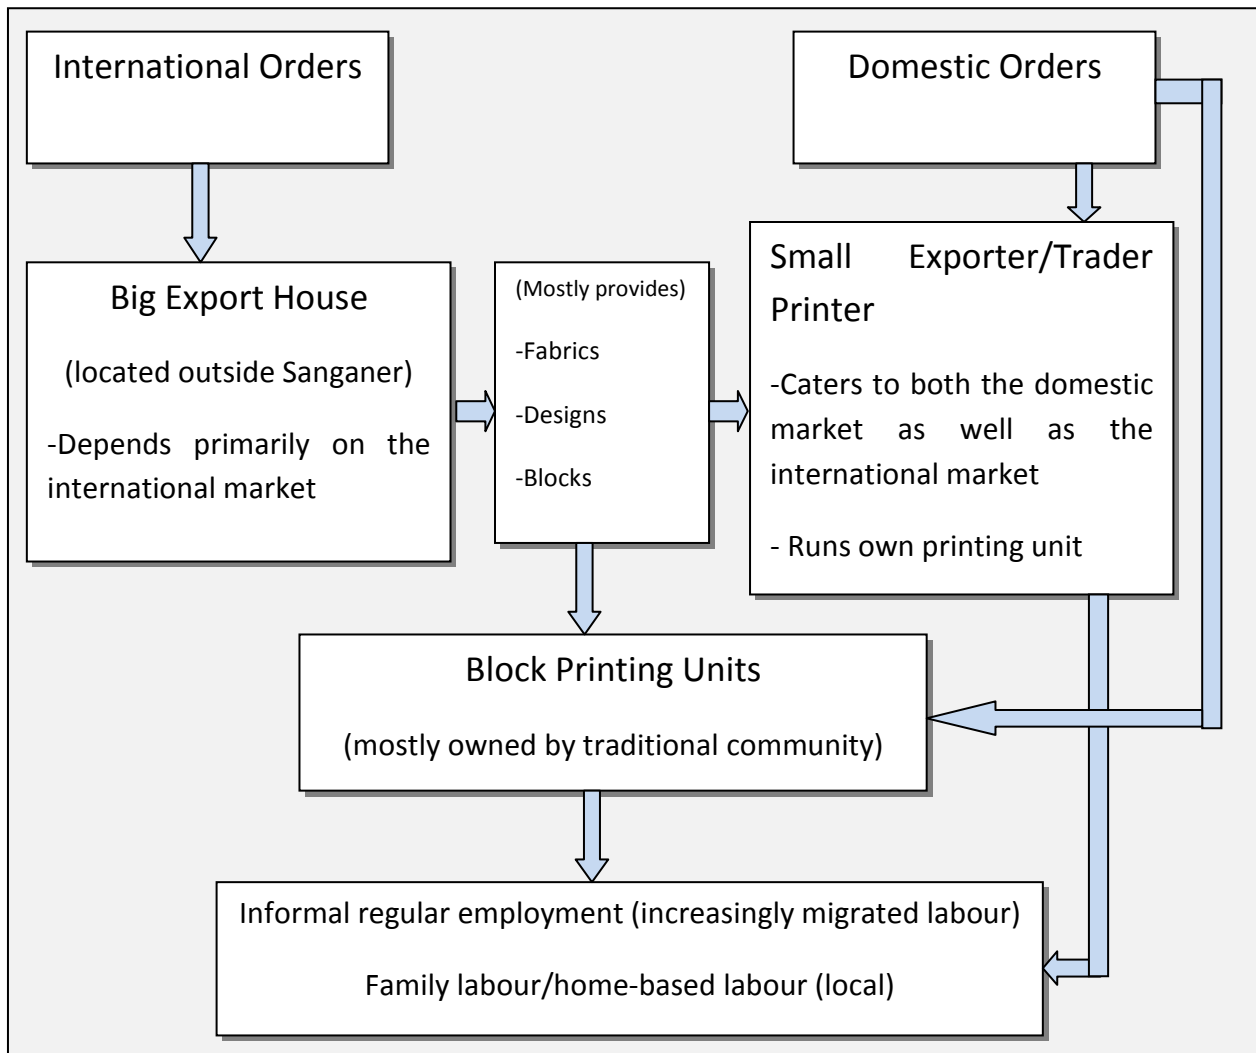 International Orders
Domestic Orders
Big Export House
(located outside Sanganer)
-Depends primarily on the
international market
(Mostly provides)
-Fabrics
-Designs
-Blocks
Small Exporter/Trader
Printer
-Caters to both the domestic
market as well as the
international market
- Runs own printing unit
Block Printing Units
(mostly owned by traditional community)
Informal regular employment (increasingly migrated labour)
Family labour/home-based labour (local)